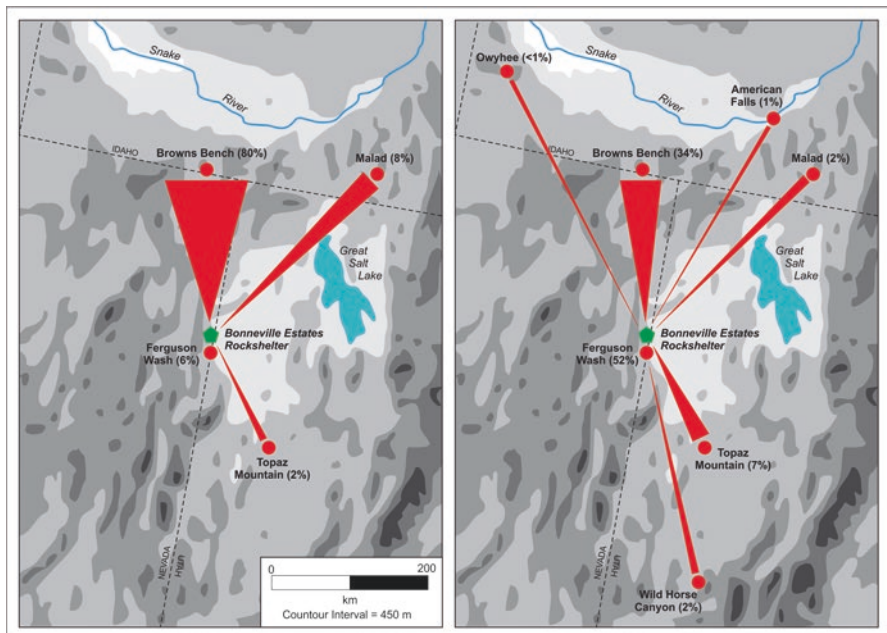 Snake
River
IDAHO
Browns Bench (80%)
Malad (8%)
Great
Salt
Lake
Bonneville Estates
Rockshelter
Ferguson
Wash (6%)
Topaz
Mountain (2%)
NEVADA
UTAH
0
200
km
Countour Interval = 450 m
Owyhee (<1%)
Snake
River
American
Falls (1%)
IDAHO
Browns Bench (34%)
Malad (2%)
Great
Salt
Lake
Bonneville Estates
Rockshelter
Ferguson
Wash (52%)
Topaz
Mountain (7%)
NEVADA
UTAH
Wild Horse
Canyon (2%)